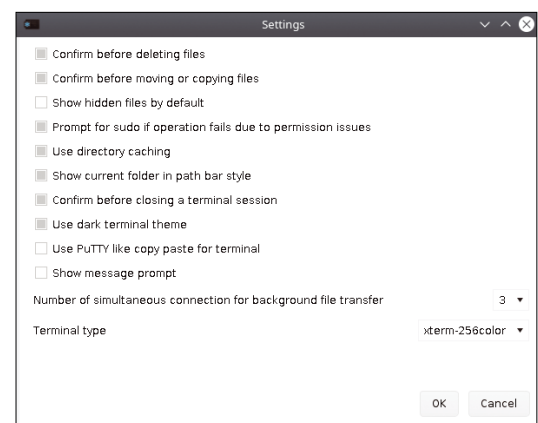 Settings
Confirm before deleting files
Confirm before moving or copying files
Show hidden files by default
Prompt for sudo if operation fails due to permission issues
Use directory caching
Show current folder in path bar style
Confirm before closing a terminal session
Use dark terminal theme
Use PuTTY like copy paste for terminal
Show message prompt
Number of simultaneous connection for background file transfer 3
Terminal type xterm-256color
OK Cancel